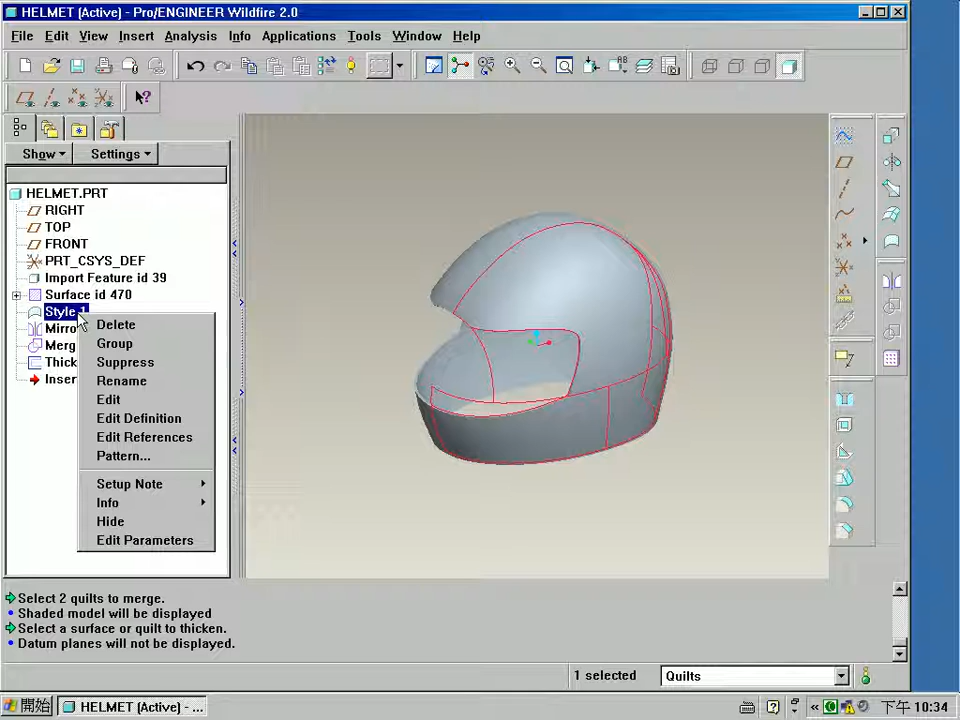 HELMET (Active) - Pro/ENGINEER Wildfire 2.0
File Edit View Insert Analysis Info Applications Tools Window Help
Show Settings
HELMET.PRT
RIGHT
TOP
FRONT
PRT_CSYS_DEF
Import Feature id 39
Surface id 470
Style 1
Mirro
Merg
Thick
Inser
Delete
Group
Suppress
Rename
Edit
Edit Definition
Edit References
Pattern...
Setup Note
Info
Hide
Edit Parameters
Select 2 quilts to merge.
Shaded model will be displayed
Select a surface or quilt to thicken.
Datum planes will not be displayed.
1 selected Quilts
開始 HELMET (Active) - ... 下午 10:34